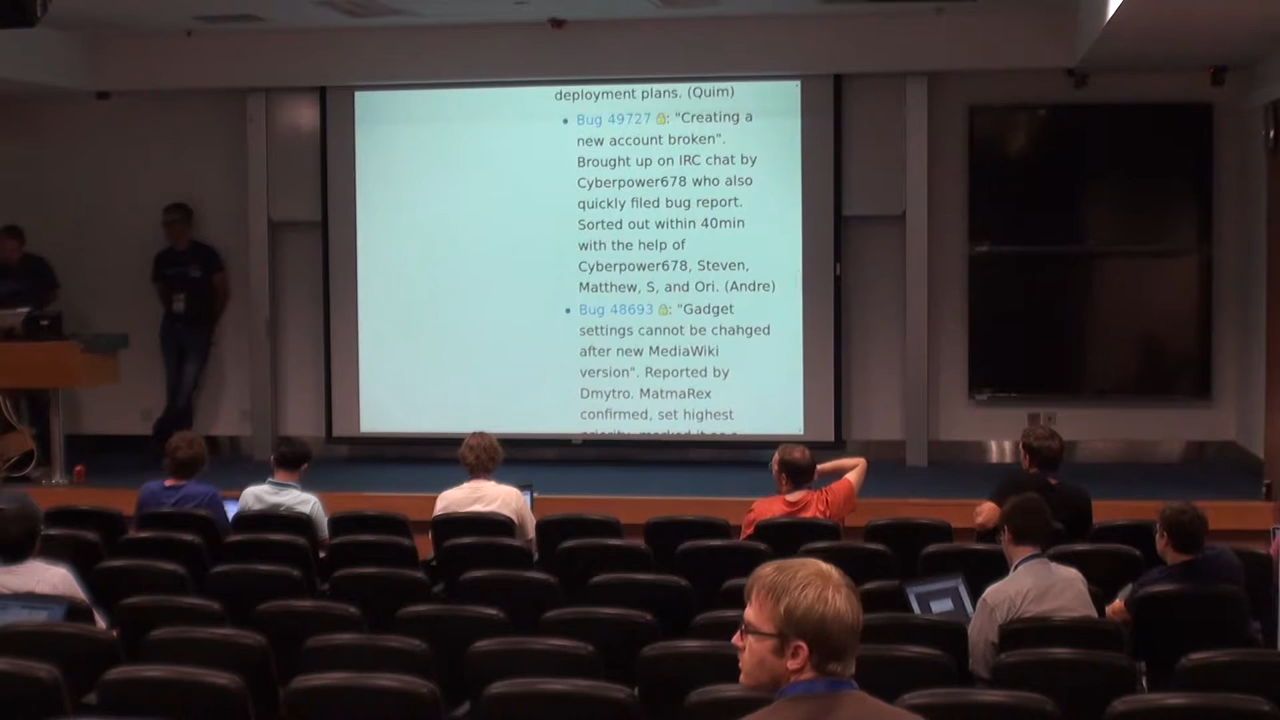 deployment plans. (Quim)
Bug 49727 : "Creating a
new account broken".
Brought up on IRC chat by
Cyberpower678 who also
quickly filed bug report.
Sorted out within 40min
with the help of
Cyberpower678, Steven,
Matthew, S, and Ori. (Andre)
Bug 48693 : "Gadget
settings cannot be chahged
after new MediaWiki
version". Reported by
Dmytro. MatmaRex
confirmed, set highest